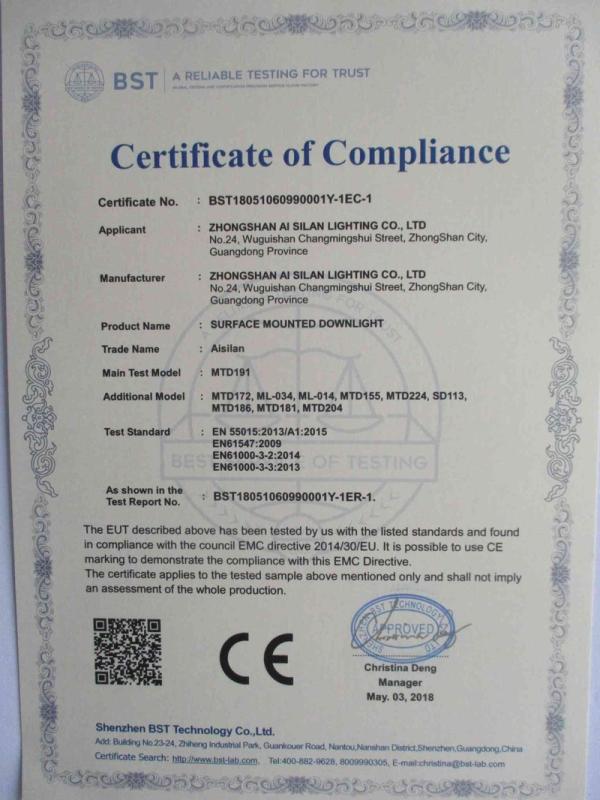 BST
A RELIABLE TESTING FOR TRUST
Certificate of Compliance
Certificate No. : BST18051060990001Y-1EC-1
Applicant : ZHONGSHAN AI SILAN LIGHTING CO., LTD
No.24, Wuguishan Changmingshui Street, ZhongShan City,
Guangdong Province
Manufacturer : ZHONGSHAN AI SILAN LIGHTING CO., LTD
No.24, Wuguishan Changmingshui Street, ZhongShan City,
Guangdong Province
Product Name : SURFACE MOUNTED DOWNLIGHT
Trade Name : Aisilan
Main Test Model : MTD191
Additional Model : MTD172, ML-034, ML-014, MTD155, MTD224, SD113,
MTD186, MTD181, MTD204
Test Standard : EN 55015:2013/A1:2015
EN61547:2009
EN61000-3-2:2014
EN61000-3-3:2013
As shown in the
Test Report No. : BST18051060990001Y-1ER-1.
The EUT described above has been tested by us with the listed standards and found
in compliance with the council EMC directive 2014/30/EU. It is possible to use CE
marking to demonstrate the compliance with this EMC Directive.
The certificate applies to the tested sample above mentioned only and shall not imply
an assessment of the whole production.
CE
SHENZHEN BST TECHNOLOGY CO.,LTD
APPROVED
Christina Deng
Manager
May. 03, 2018
Shenzhen BST Technology Co.,Ltd.
Add: Building No.23-24, Zhiheng Industrial Park, Guankouer Road, Nantou,Nanshan District,Shenzhen,Guangdong,China
Certificate Search: http://www.bst-lab.com. Tel:400-882-9628, 8009990305, E-mail:christina@bst-lab.com